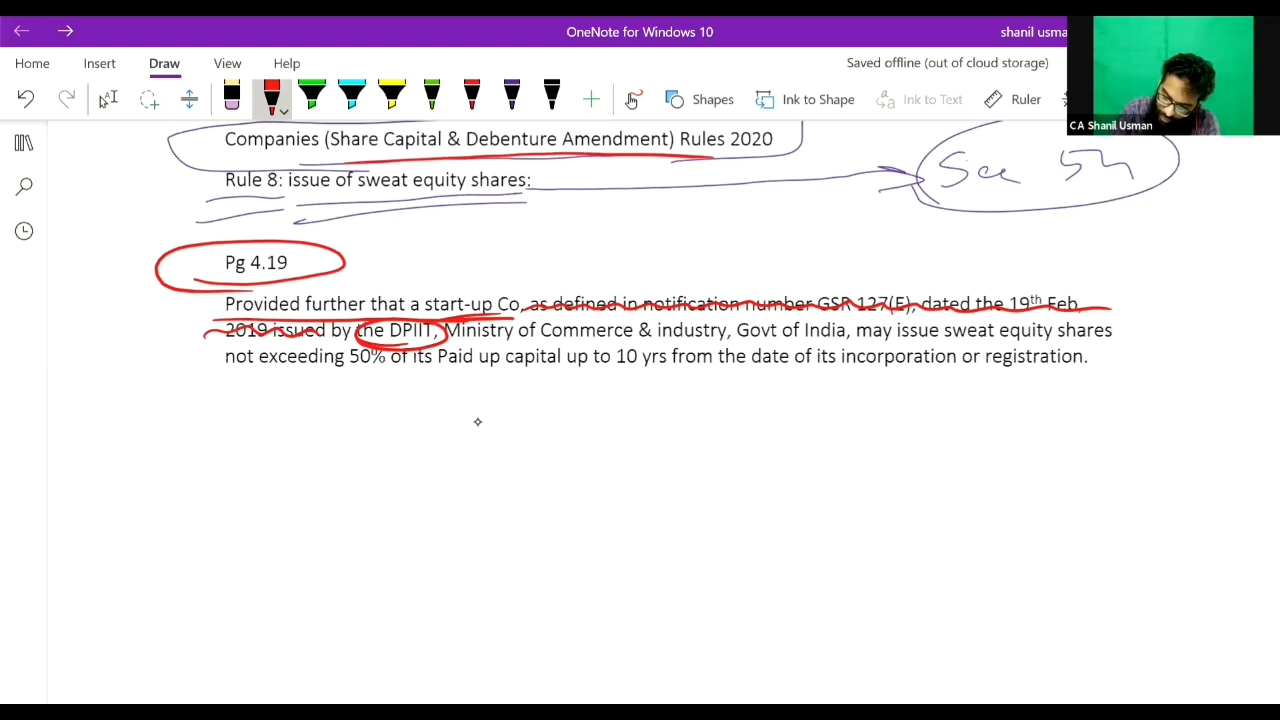 OneNote for Windows 10
shanil usma
Home Insert Draw View Help
Saved offline (out of cloud storage)
Shapes Ink to Shape Ink to Text Ruler
CA Shanil Usman
Companies (Share Capital & Debenture Amendment) Rules 2020
Rule 8: issue of sweat equity shares:
Sec 54
Pg 4.19
Provided further that a start-up Co, as defined in notification number GSR 127(E), dated the 19th Feb
2019 issued by the DPIIT, Ministry of Commerce & industry, Govt of India, may issue sweat equity shares
not exceeding 50% of its Paid up capital up to 10 yrs from the date of its incorporation or registration.